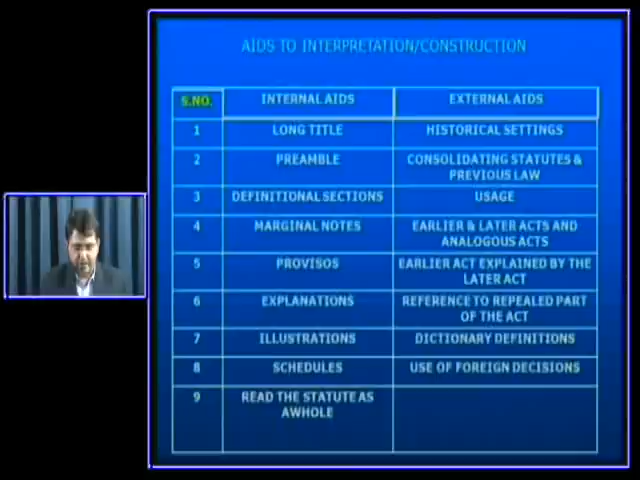 AIDS TO INTERPRETATION/CONSTRUCTION
S.NO. INTERNAL AIDS EXTERNAL AIDS
1 LONG TITLE HISTORICAL SETTINGS
2 PREAMBLE CONSOLIDATING STATUTES &
PREVIOUS LAW
3 DEFINITIONAL SECTIONS USAGE
4 MARGINAL NOTES EARLIER & LATER ACTS AND
ANALOGOUS ACTS
5 PROVISOS EARLIER ACT EXPLAINED BY THE
LATER ACT
6 EXPLANATIONS REFERENCE TO REPEALED PART
OF THE ACT
7 ILLUSTRATIONS DICTIONARY DEFINITIONS
8 SCHEDULES USE OF FOREIGN DECISIONS
9 READ THE STATUTE AS
AWHOLE